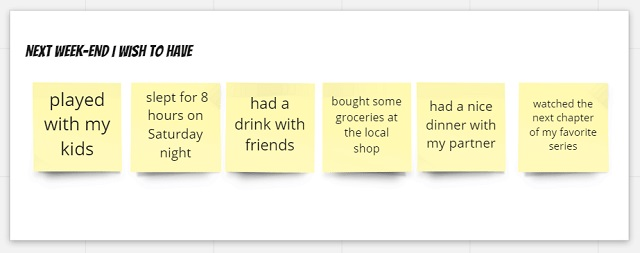 NEXT WEEK-END I WISH TO HAVE
played
with my
kids
slept for 8
hours on
Saturday
night
had a
drink with
friends
bought some
groceries at
the local
shop
had a nice
dinner with
my partner
watched the
next chapter
of my favorite
series